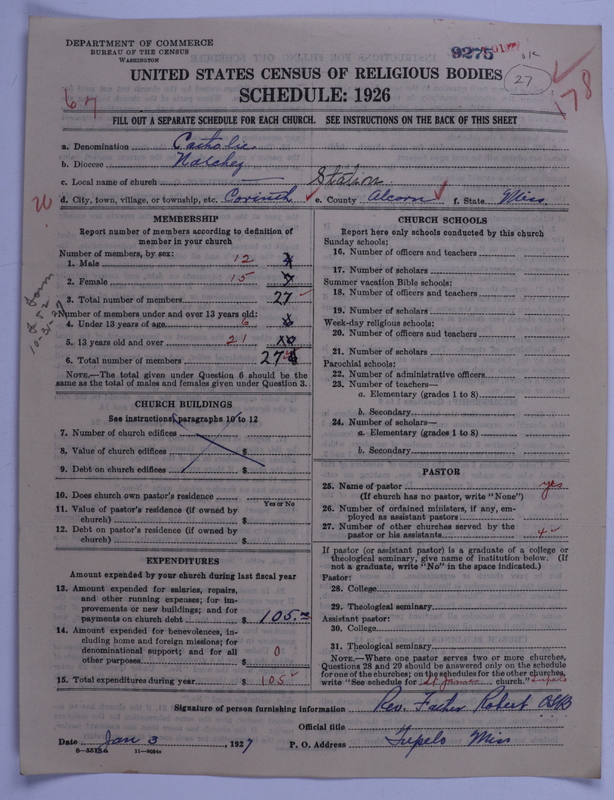 DEPARTMENT OF COMMERCE
BUREAU OF THE CENSUS
WASHINGTON
9275
27
178
67
UNITED STATES CENSUS OF RELIGIOUS BODIES
SCHEDULE: 1926
FILL OUT A SEPARATE SCHEDULE FOR EACH CHURCH. SEE INSTRUCTIONS ON THE BACK OF THIS SHEET
a. Denomination Catholic
b. Diocese Natchez
c. Local name of church Station
d. City, town, village, or township, etc. Corinth e. County Alcorn f. State Miss.
MEMBERSHIP
Report number of members according to definition of
member in your church
Number of members, by sex:
1. Male 12
2. Female 15
3. Total number of members 27
Number of members under and over 13 years old:
4. Under 13 years of age 6
5. 13 years old and over 21
6. Total number of members 27
NOTE.—The total given under Question 6 should be the
same as the total of males and females given under Question 3.
CHURCH BUILDINGS
See instructions, paragraphs 10 to 12
7. Number of church edifices
8. Value of church edifices $
9. Debt on church edifices $
10. Does church own pastor's residence
Yes or No
11. Value of pastor's residence (if owned by
church) $
12. Debt on pastor's residence (if owned by
church) $
EXPENDITURES
Amount expended by your church during last fiscal year
13. Amount expended for salaries, repairs,
and other running expenses; for im-
provements or new buildings; and for
payments on church debt $ 105.
14. Amount expended for benevolences, in-
cluding home and foreign missions; for
denominational support; and for all
other purposes $ 0
15. Total expenditures during year $ 105
CHURCH SCHOOLS
Report here only schools conducted by this church
Sunday schools:
16. Number of officers and teachers
17. Number of scholars
Summer vacation Bible schools:
18. Number of officers and teachers
19. Number of scholars
Week-day religious schools:
20. Number of officers and teachers
21. Number of scholars
Parochial schools:
22. Number of administrative officers
23. Number of teachers—
a. Elementary (grades 1 to 8)
b. Secondary
24. Number of scholars—
a. Elementary (grades 1 to 8)
b. Secondary
PASTOR
25. Name of pastor yes
(If church has no pastor, write "None")
26. Number of ordained ministers, if any, em-
ployed as assistant pastors
27. Number of other churches served by the
pastor or his assistants 4
If pastor (or assistant pastor) is a graduate of a college or
theological seminary, give name of institution below. (If
not a graduate, write "No" in the space indicated.)
Pastor:
28. College
29. Theological seminary
Assistant pastor:
30. College
31. Theological seminary
NOTE.—Where one pastor serves two or more churches,
Questions 28 and 29 should be answered only on the schedule
for one of the churches; on the schedules for the other churches,
write "See schedule for St church." Tupelo
Signature of person furnishing information Rev. Father Robert OSB
Official title
Date Jan 3, 1927 P. O. Address Tupelo Miss
8—5518a 11—9084a